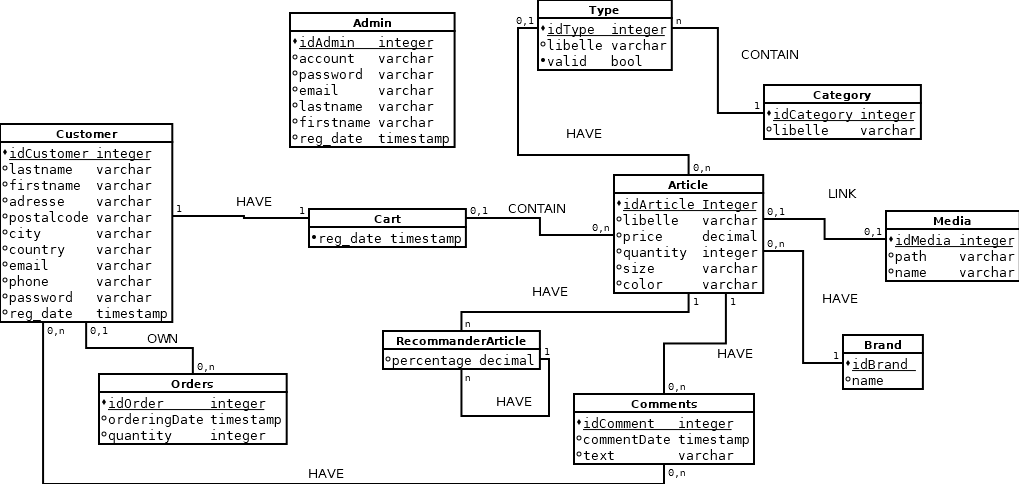 Type
idType integer
libelle varchar
valid bool
0,1
n
CONTAIN
1
Category
idCategory integer
libelle varchar
Admin
idAdmin integer
account varchar
password varchar
email varchar
lastname varchar
firstname varchar
reg_date timestamp
HAVE
0,n
Customer
idCustomer integer
lastname varchar
firstname varchar
adresse varchar
postalcode varchar
city varchar
country varchar
email varchar
phone varchar
password varchar
reg_date timestamp
1
HAVE
1
Cart
reg_date timestamp
0,1
CONTAIN
0,n
Article
idArticle Integer
libelle varchar
price decimal
quantity integer
size varchar
color varchar
0,1
LINK
0,1
Media
idMedia integer
path varchar
name varchar
0,n
HAVE
1
Brand
idBrand
name
1
HAVE
n
RecommanderArticle
percentage decimal
1
n
HAVE
1
HAVE
0,n
Comments
idComment integer
commentDate timestamp
text varchar
0,n
0,n
0,1
OWN
0,n
Orders
idOrder integer
orderingDate timestamp
quantity integer
HAVE